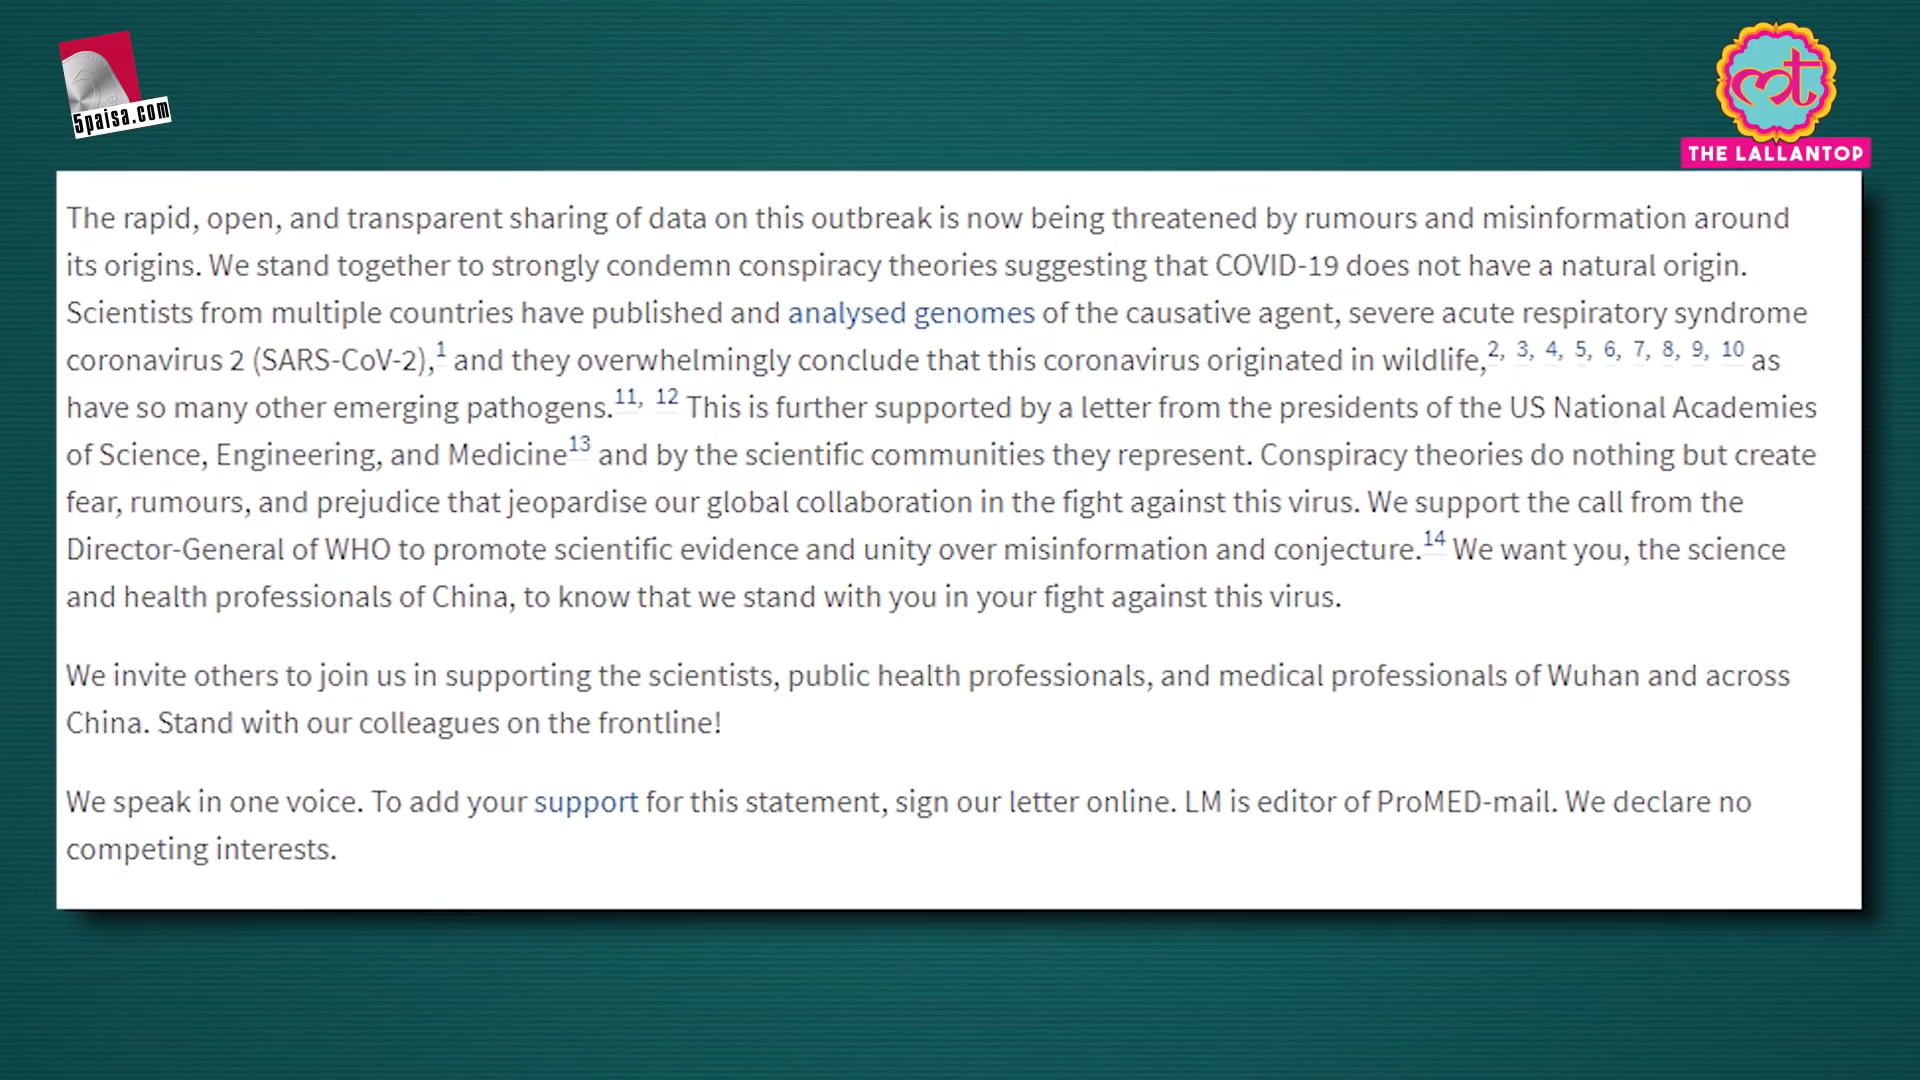 5paisa.com
THE LALLANTOP
The rapid, open, and transparent sharing of data on this outbreak is now being threatened by rumours and misinformation around
its origins. We stand together to strongly condemn conspiracy theories suggesting that COVID-19 does not have a natural origin.
Scientists from multiple countries have published and analysed genomes of the causative agent, severe acute respiratory syndrome
coronavirus 2 (SARS-CoV-2),1 and they overwhelmingly conclude that this coronavirus originated in wildlife,2, 3, 4, 5, 6, 7, 8, 9, 10 as
have so many other emerging pathogens.11, 12 This is further supported by a letter from the presidents of the US National Academies
of Science, Engineering, and Medicine13 and by the scientific communities they represent. Conspiracy theories do nothing but create
fear, rumours, and prejudice that jeopardise our global collaboration in the fight against this virus. We support the call from the
Director-General of WHO to promote scientific evidence and unity over misinformation and conjecture.14 We want you, the science
and health professionals of China, to know that we stand with you in your fight against this virus.
We invite others to join us in supporting the scientists, public health professionals, and medical professionals of Wuhan and across
China. Stand with our colleagues on the frontline!
We speak in one voice. To add your support for this statement, sign our letter online. LM is editor of ProMED-mail. We declare no
competing interests.